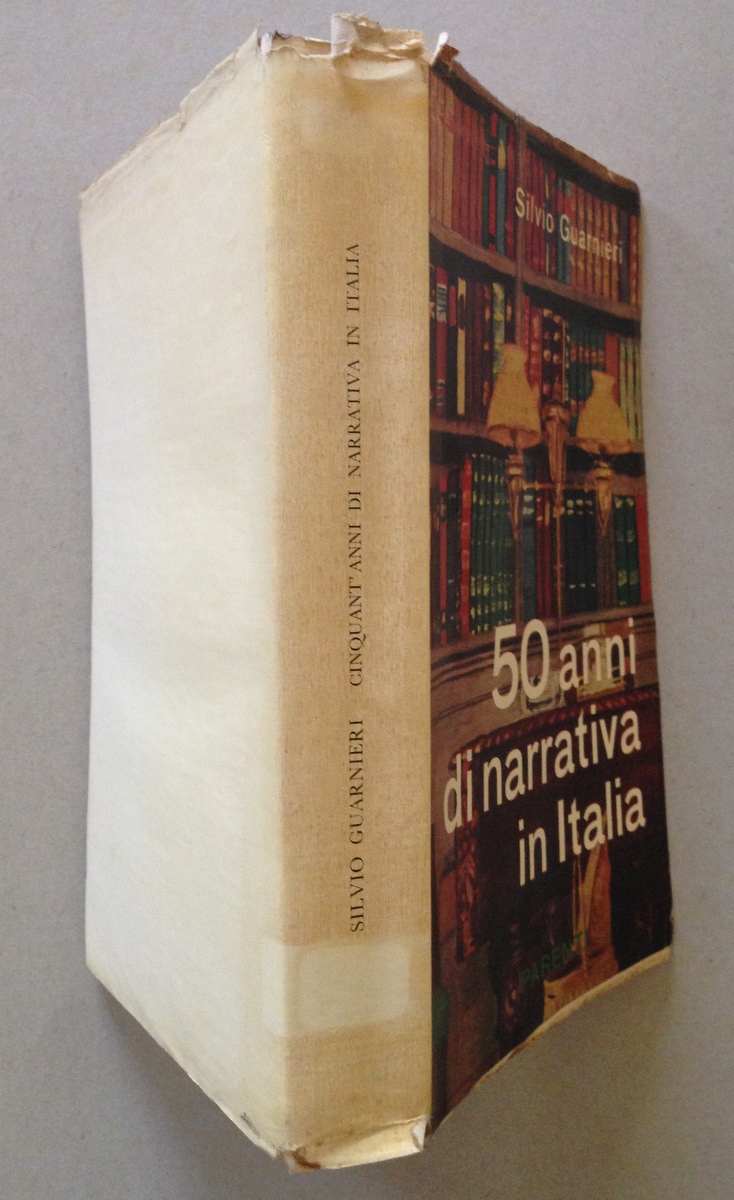 SILVIO GUARNIERI CINQUANT'ANNI DI NARRATIVA IN ITALIA
Silvio Guarnieri
50 anni
di narrativa
in Italia
PARENTI